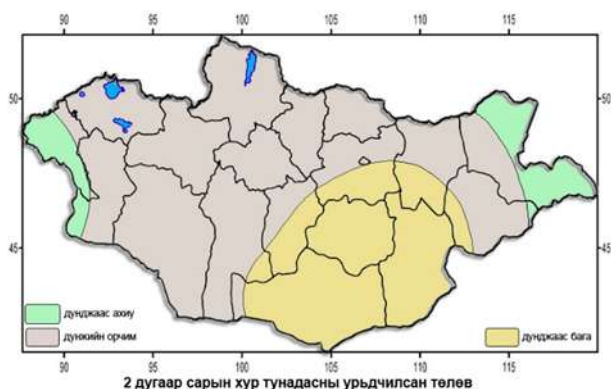 90 95 100 105 110 115
50 50
45 45
дунджаас ахиу
дунжийн орчим
дунджаас бага
90 95 100 105 110 115
2 дугаар сарын хур тунадасны урьдчилсан төлөв